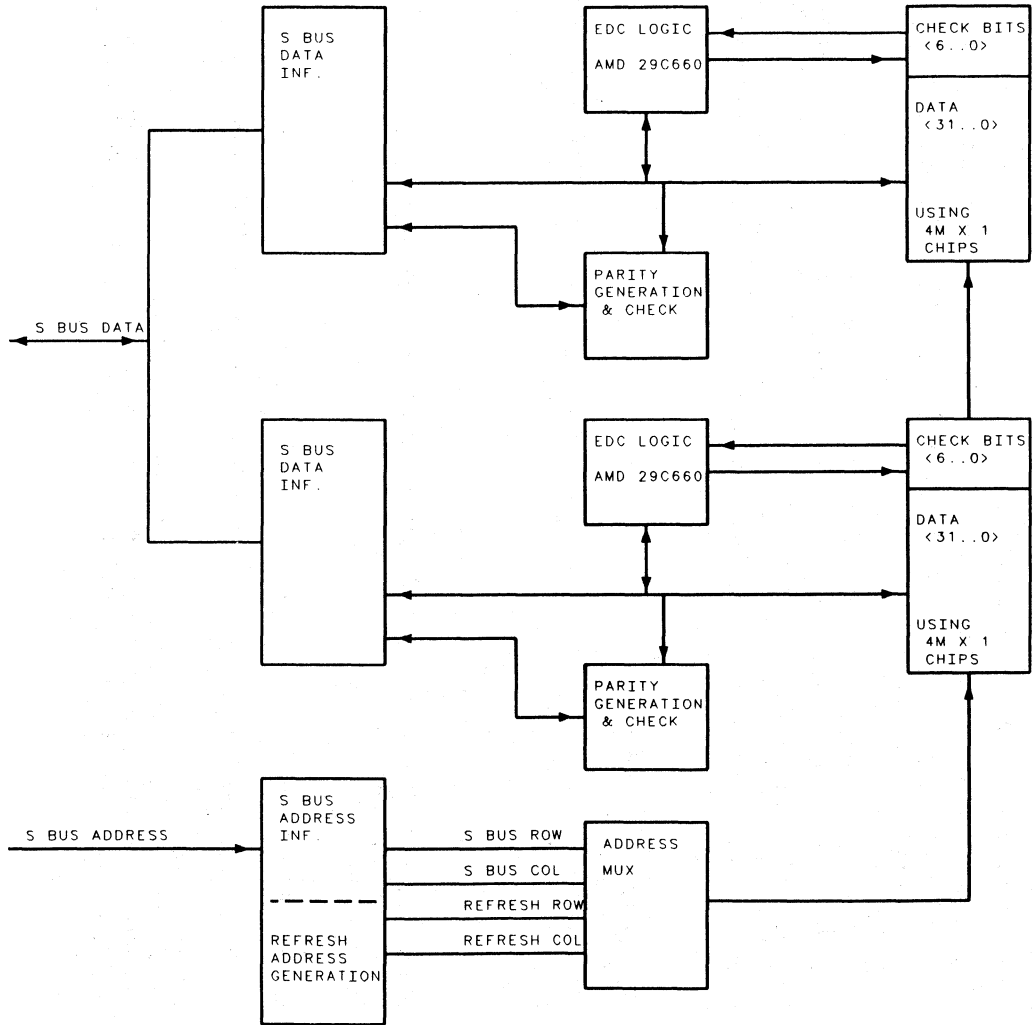 S BUS
DATA
INF.
EDC LOGIC
AMD 29C660
CHECK BITS
<6..0>
DATA
<31..0>
USING
4M X 1
CHIPS
PARITY
GENERATION
& CHECK
S BUS DATA
S BUS
DATA
INF.
EDC LOGIC
AMD 29C660
CHECK BITS
<6..0>
DATA
<31..0>
USING
4M X 1
CHIPS
PARITY
GENERATION
& CHECK
S BUS ADDRESS
S BUS
ADDRESS
INF.
REFRESH
ADDRESS
GENERATION
S BUS ROW
S BUS COL
REFRESH ROW
REFRESH COL
ADDRESS
MUX